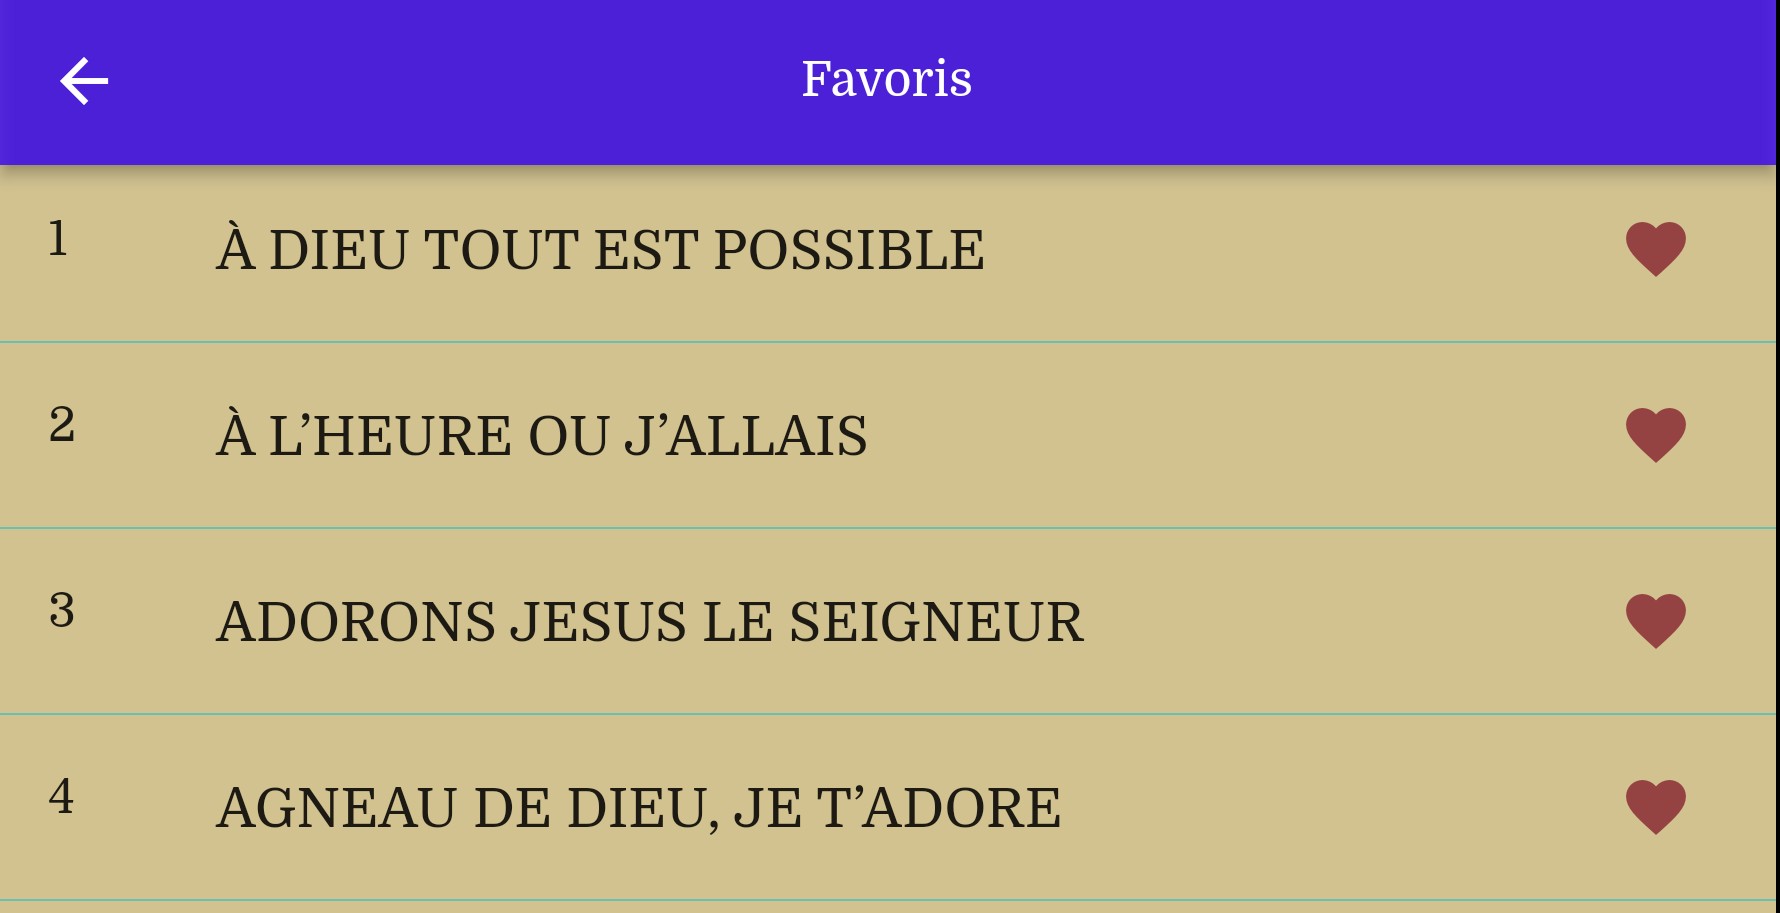 Favoris
1 À DIEU TOUT EST POSSIBLE
2 À L’HEURE OU J’ALLAIS
3 ADORONS JESUS LE SEIGNEUR
4 AGNEAU DE DIEU, JE T’ADORE